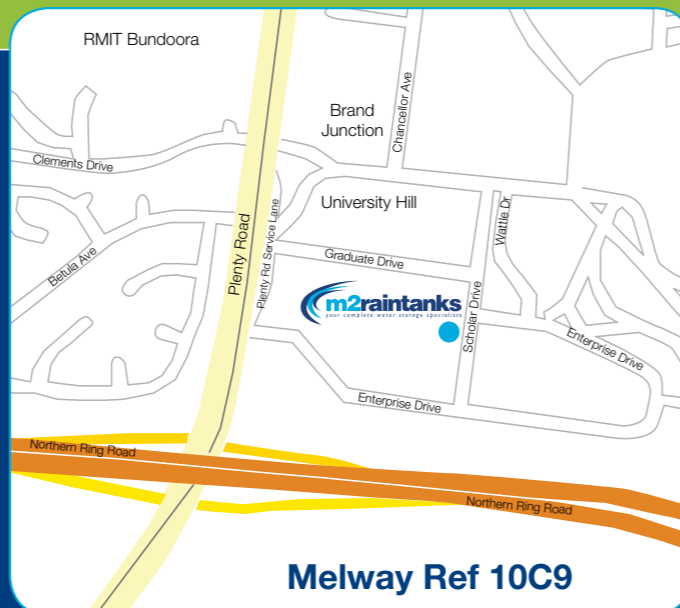 RMIT Bundoora
Brand
Junction
Chancellor Ave
Clements Drive
University Hill
Wattle Dr
Plenty Road
Plenty Rd Service Lane
Betula Ave
Graduate Drive
m2raintanks
your complete water storage specialists
Scholar Drive
Enterprise Drive
Enterprise Drive
Northern Ring Road
Northern Ring Road
Melway Ref 10C9